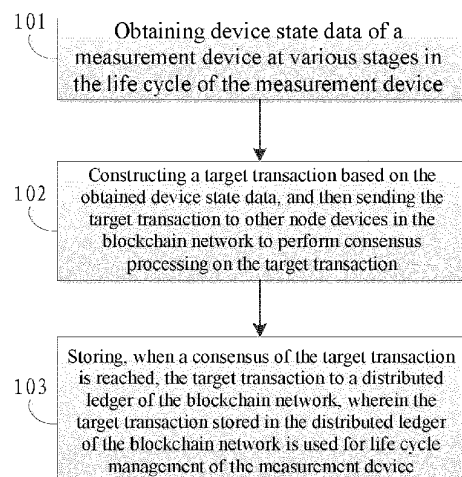 101
Obtaining device state data of a
measurement device at various stages in
the life cycle of the measurement device
102
Constructing a target transaction based on the
obtained device state data, and then sending the
target transaction to other node devices in the
blockchain network to perform consensus
processing on the target transaction
103
Storing, when a consensus of the target transaction
is reached, the target transaction to a distributed
ledger of the blockchain network, wherein the
target transaction stored in the distributed ledger
of the blockchain network is used for life cycle
management of the measurement device